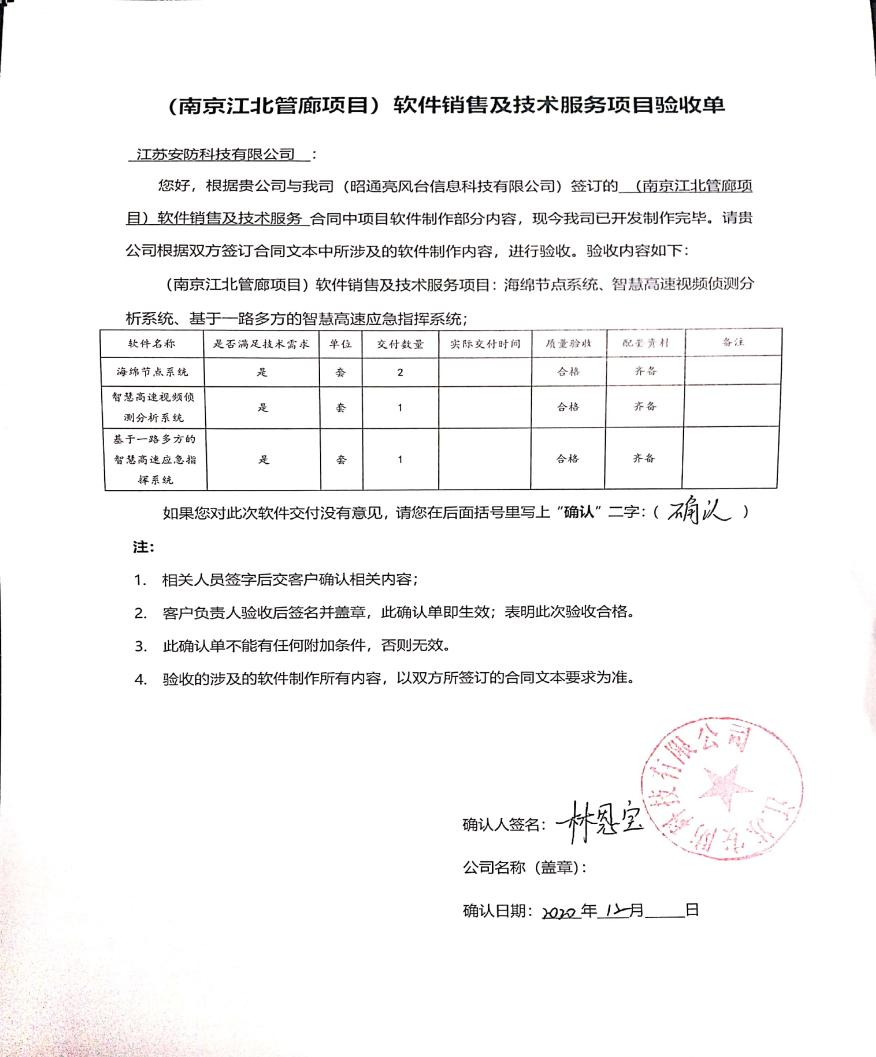 （南京江北管廊项目）软件销售及技术服务项目验收单
江苏安防科技有限公司：
您好，根据贵公司与我司（昭通亮风台信息科技有限公司）签订的 （南京江北管廊项
目）软件销售及技术服务 合同中项目软件制作部分内容，现今我司已开发制作完毕。请贵
公司根据双方签订合同文本中所涉及的软件制作内容，进行验收。验收内容如下：
（南京江北管廊项目）软件销售及技术服务项目：海绵节点系统、智慧高速视频侦测分
析系统、基于一路多方的智慧高速应急指挥系统；
软件名称 是否满足技术需求 单位 交付数量 实际交付时间 质量验收 配套资材 备注
海绵节点系统 是 套 2 合格 齐备
智慧高速视频侦
测分析系统 是 套 1 合格 齐备
基于一路多方的
智慧高速应急指 是 套 1 合格 齐备
挥系统
如果您对此次软件交付没有意见，请您在后面括号里写上“确认”二字：（ 确认 ）
注：
1. 相关人员签字后交客户确认相关内容；
2. 客户负责人验收后签名并盖章，此确认单即生效；表明此次验收合格。
3. 此确认单不能有任何附加条件，否则无效。
4. 验收的涉及的软件制作所有内容，以双方所签订的合同文本要求为准。
江苏安防科技有限公司
确认人签名：林恩宝
公司名称（盖章）：
确认日期：2020年12月 日